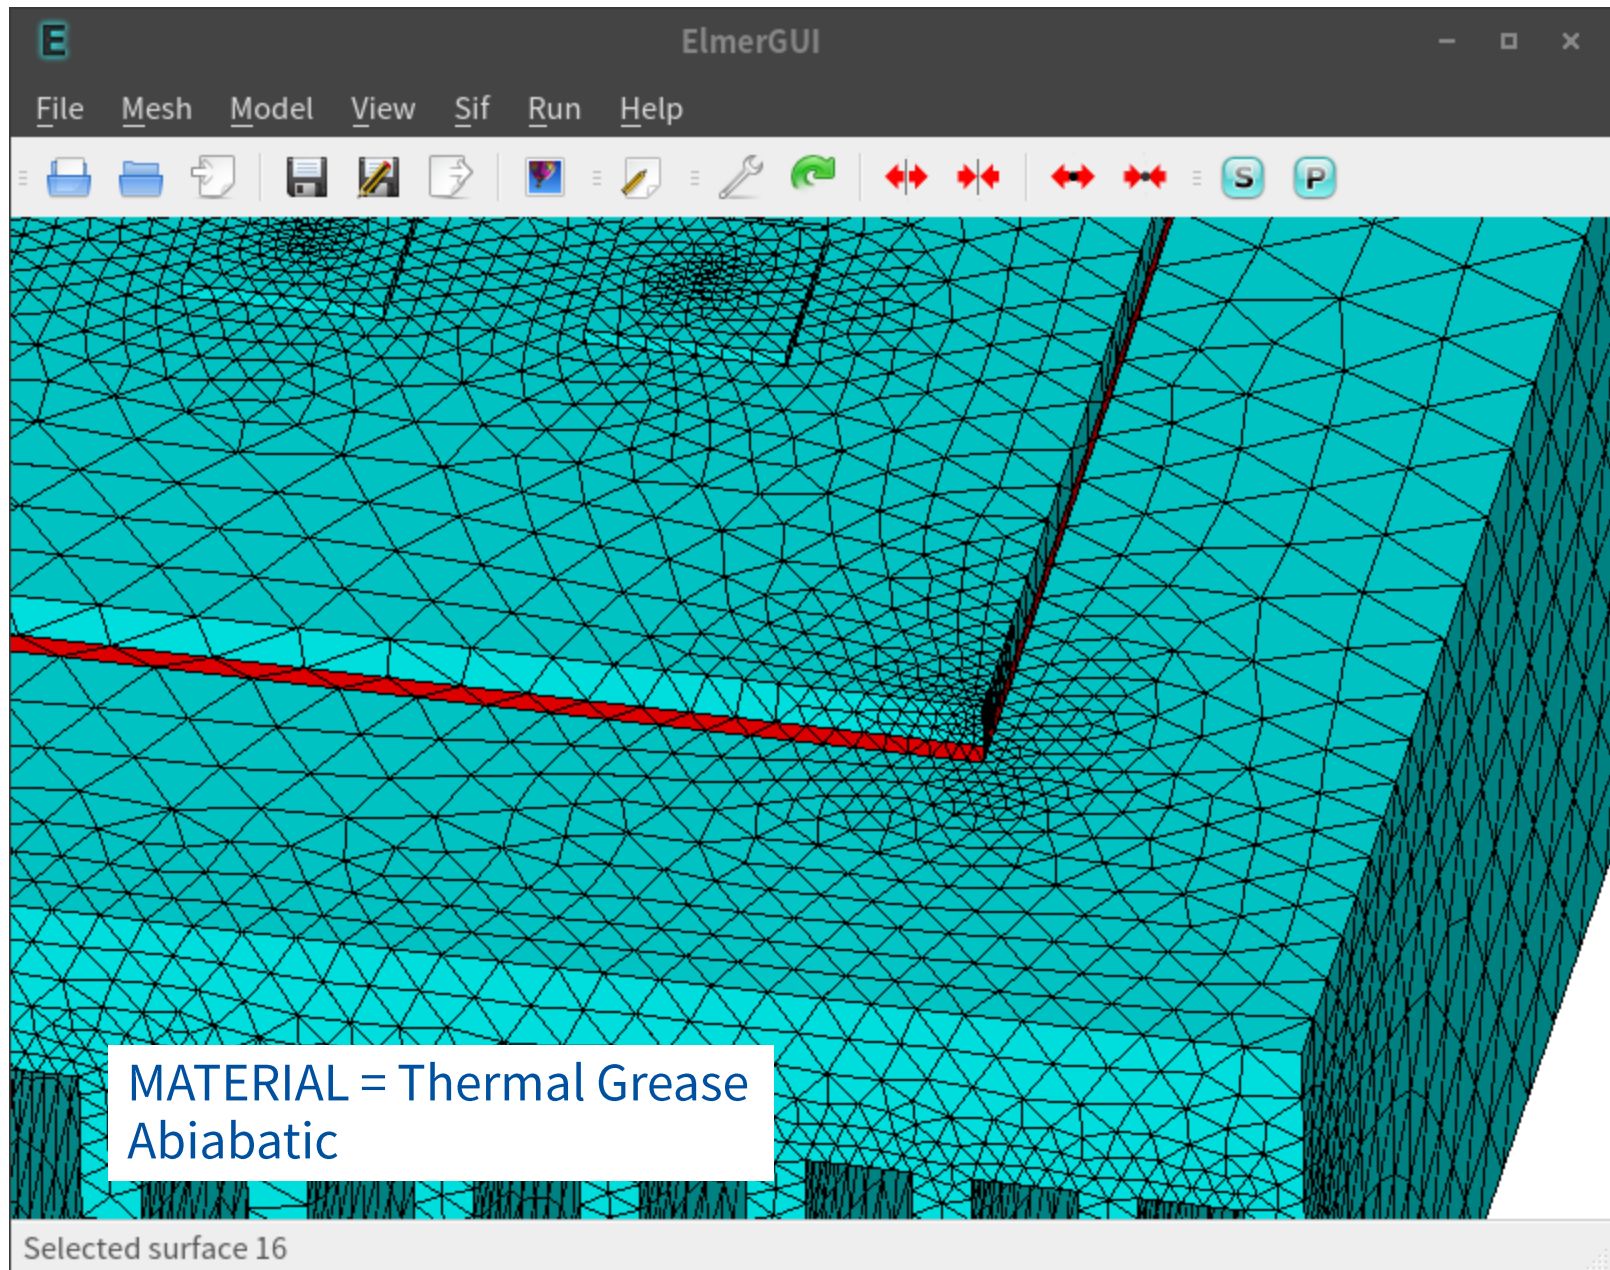 E
ElmerGUI
File Mesh Model View Sif Run Help
S P
MATERIAL = Thermal Grease
Abiabatic
Selected surface 16